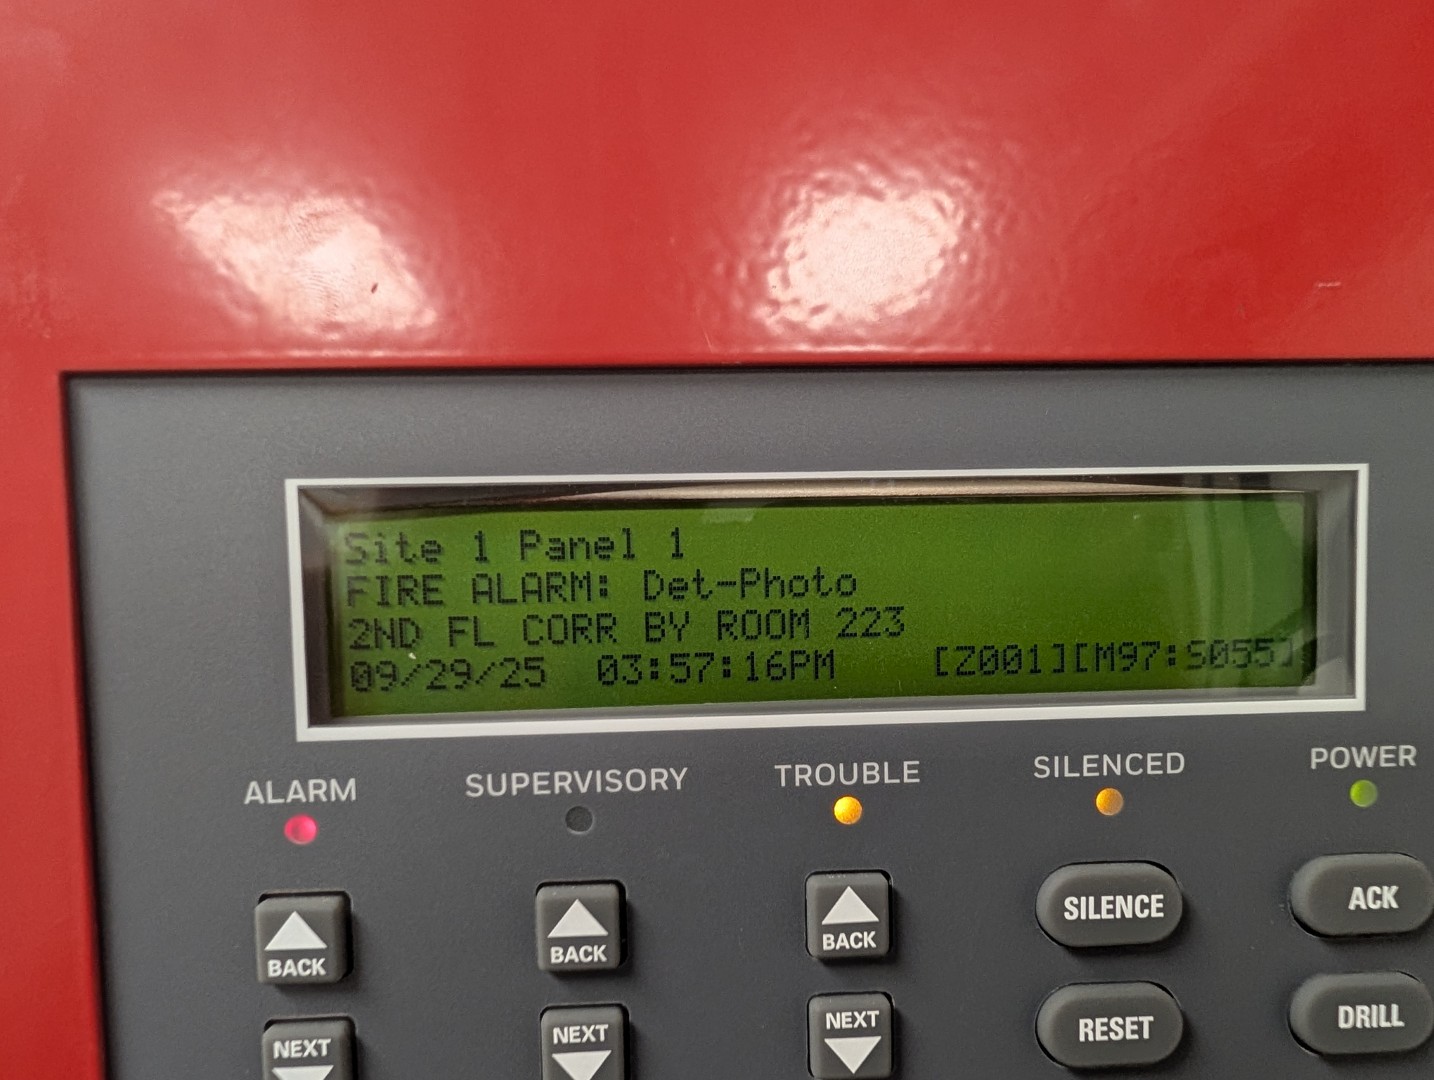 Site 1 Panel 1
FIRE ALARM: Det-Photo
2ND FL CORR BY ROOM 223
09/29/25 03:57:16PM [Z001][M97:S055]
ALARM SUPERVISORY TROUBLE SILENCED POWER
BACK BACK BACK SILENCE ACK
NEXT NEXT NEXT RESET DRILL